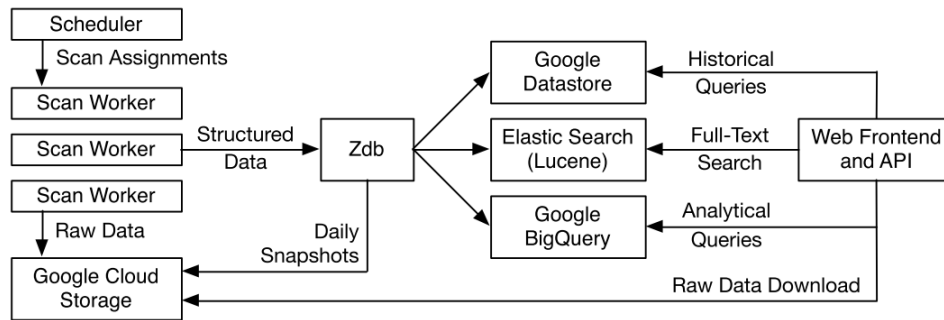 Scheduler
Scan Assignments
Scan Worker
Scan Worker
Scan Worker
Raw Data
Google Cloud
Storage
Structured
Data
Zdb
Daily
Snapshots
Google
Datastore
Elastic Search
(Lucene)
Google
BigQuery
Historical
Queries
Full-Text
Search
Analytical
Queries
Raw Data Download
Web Frontend
and API